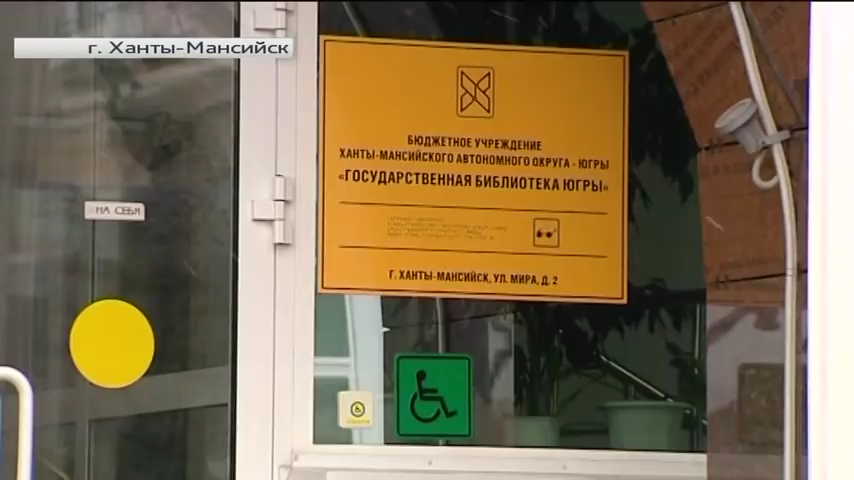 г. Ханты-Мансийск
БЮДЖЕТНОЕ УЧРЕЖДЕНИЕ
ХАНТЫ-МАНСИЙСКОГО АВТОНОМНОГО ОКРУГА - ЮГРЫ
«ГОСУДАРСТВЕННАЯ БИБЛИОТЕКА ЮГРЫ»
НА СЕБЯ
Г. ХАНТЫ-МАНСИЙСК, УЛ. МИРА, Д. 2